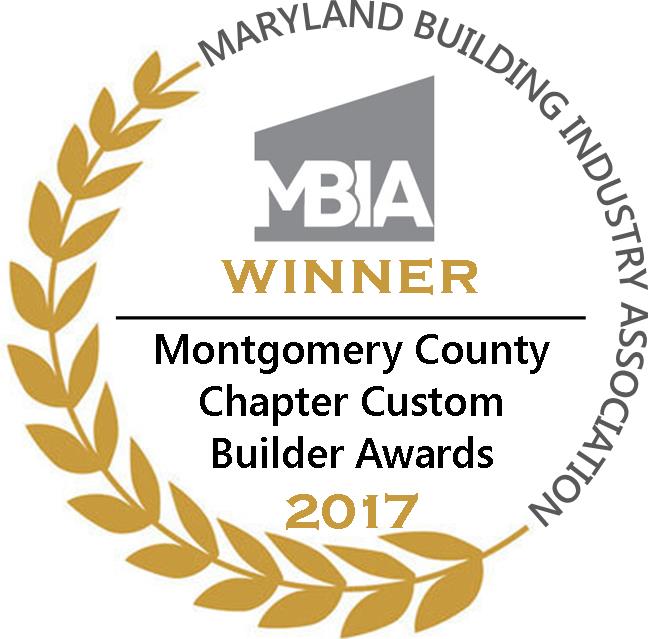 MARYLAND BUILDING INDUSTRY ASSOCIATION
MBIA
WINNER
Montgomery County
Chapter Custom
Builder Awards
2017